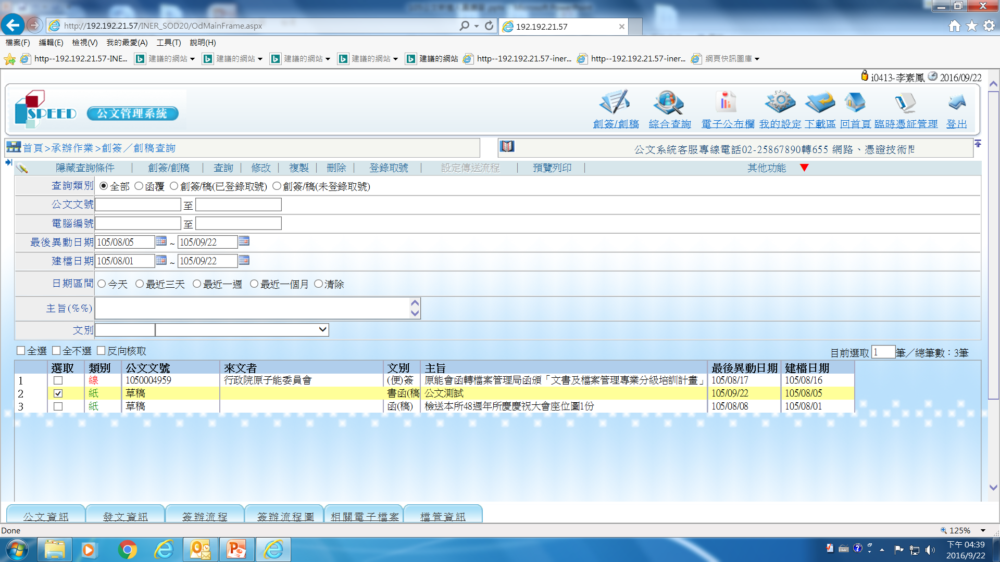 http://192.192.21.57/INER_SOD20/OdMainFrame.aspx
192.192.21.57
檔案(F) 編輯(E) 檢視(V) 我的最愛(A) 工具(T) 說明(H)
http--192.192.21.57-INE... 建議的網站 建議的網站 建議的網站 建議的網站 建議的網站 http--192.192.21.57-iner... http--192.192.21.57-iner... 網頁快訊圖庫
i0413-李素鳳 2016/09/22
SPEED 公文管理系統
創簽/創稿 綜合查詢 電子公布欄 我的設定 下載區 回首頁 臨時憑証管理 登出
首頁>承辦作業>創簽／創稿查詢
公文系統客服專線電話02-25867890轉655 網路、憑證技術問
隱藏查詢條件 創簽/創稿 查詢 修改 複製 刪除 登錄取號 設定傳送流程 預覽列印 其他功能
查詢類別 全部 函覆 創簽/稿(已登錄取號) 創簽/稿(未登錄取號)
公文文號 至
電腦編號 至
最後異動日期 105/08/05 ~ 105/09/22
建檔日期 105/08/01 ~ 105/09/22
日期區間 今天 最近三天 最近一週 最近一個月 清除
主旨(%%)
文別
全選 全不選 反向核取
目前選取 1 筆／總筆數：3筆
選取 類別 公文文號 來文者 文別 主旨 最後異動日期 建檔日期
1 線 1050004959 行政院原子能委員會 (便)簽 原能會函轉檔案管理局函頒「文書及檔案管理專業分級培訓計畫」 105/08/17 105/08/16
2 紙 草稿 書函(稿 公文測試 105/09/22 105/08/05
3 紙 草稿 函(稿) 檢送本所48週年所慶慶祝大會座位圖1份 105/08/08 105/08/01
公文資訊 發文資訊 簽辦流程 簽辦流程圖 相關電子檔案 檔管資訊
Done
125%
下午 04:39
2016/9/22